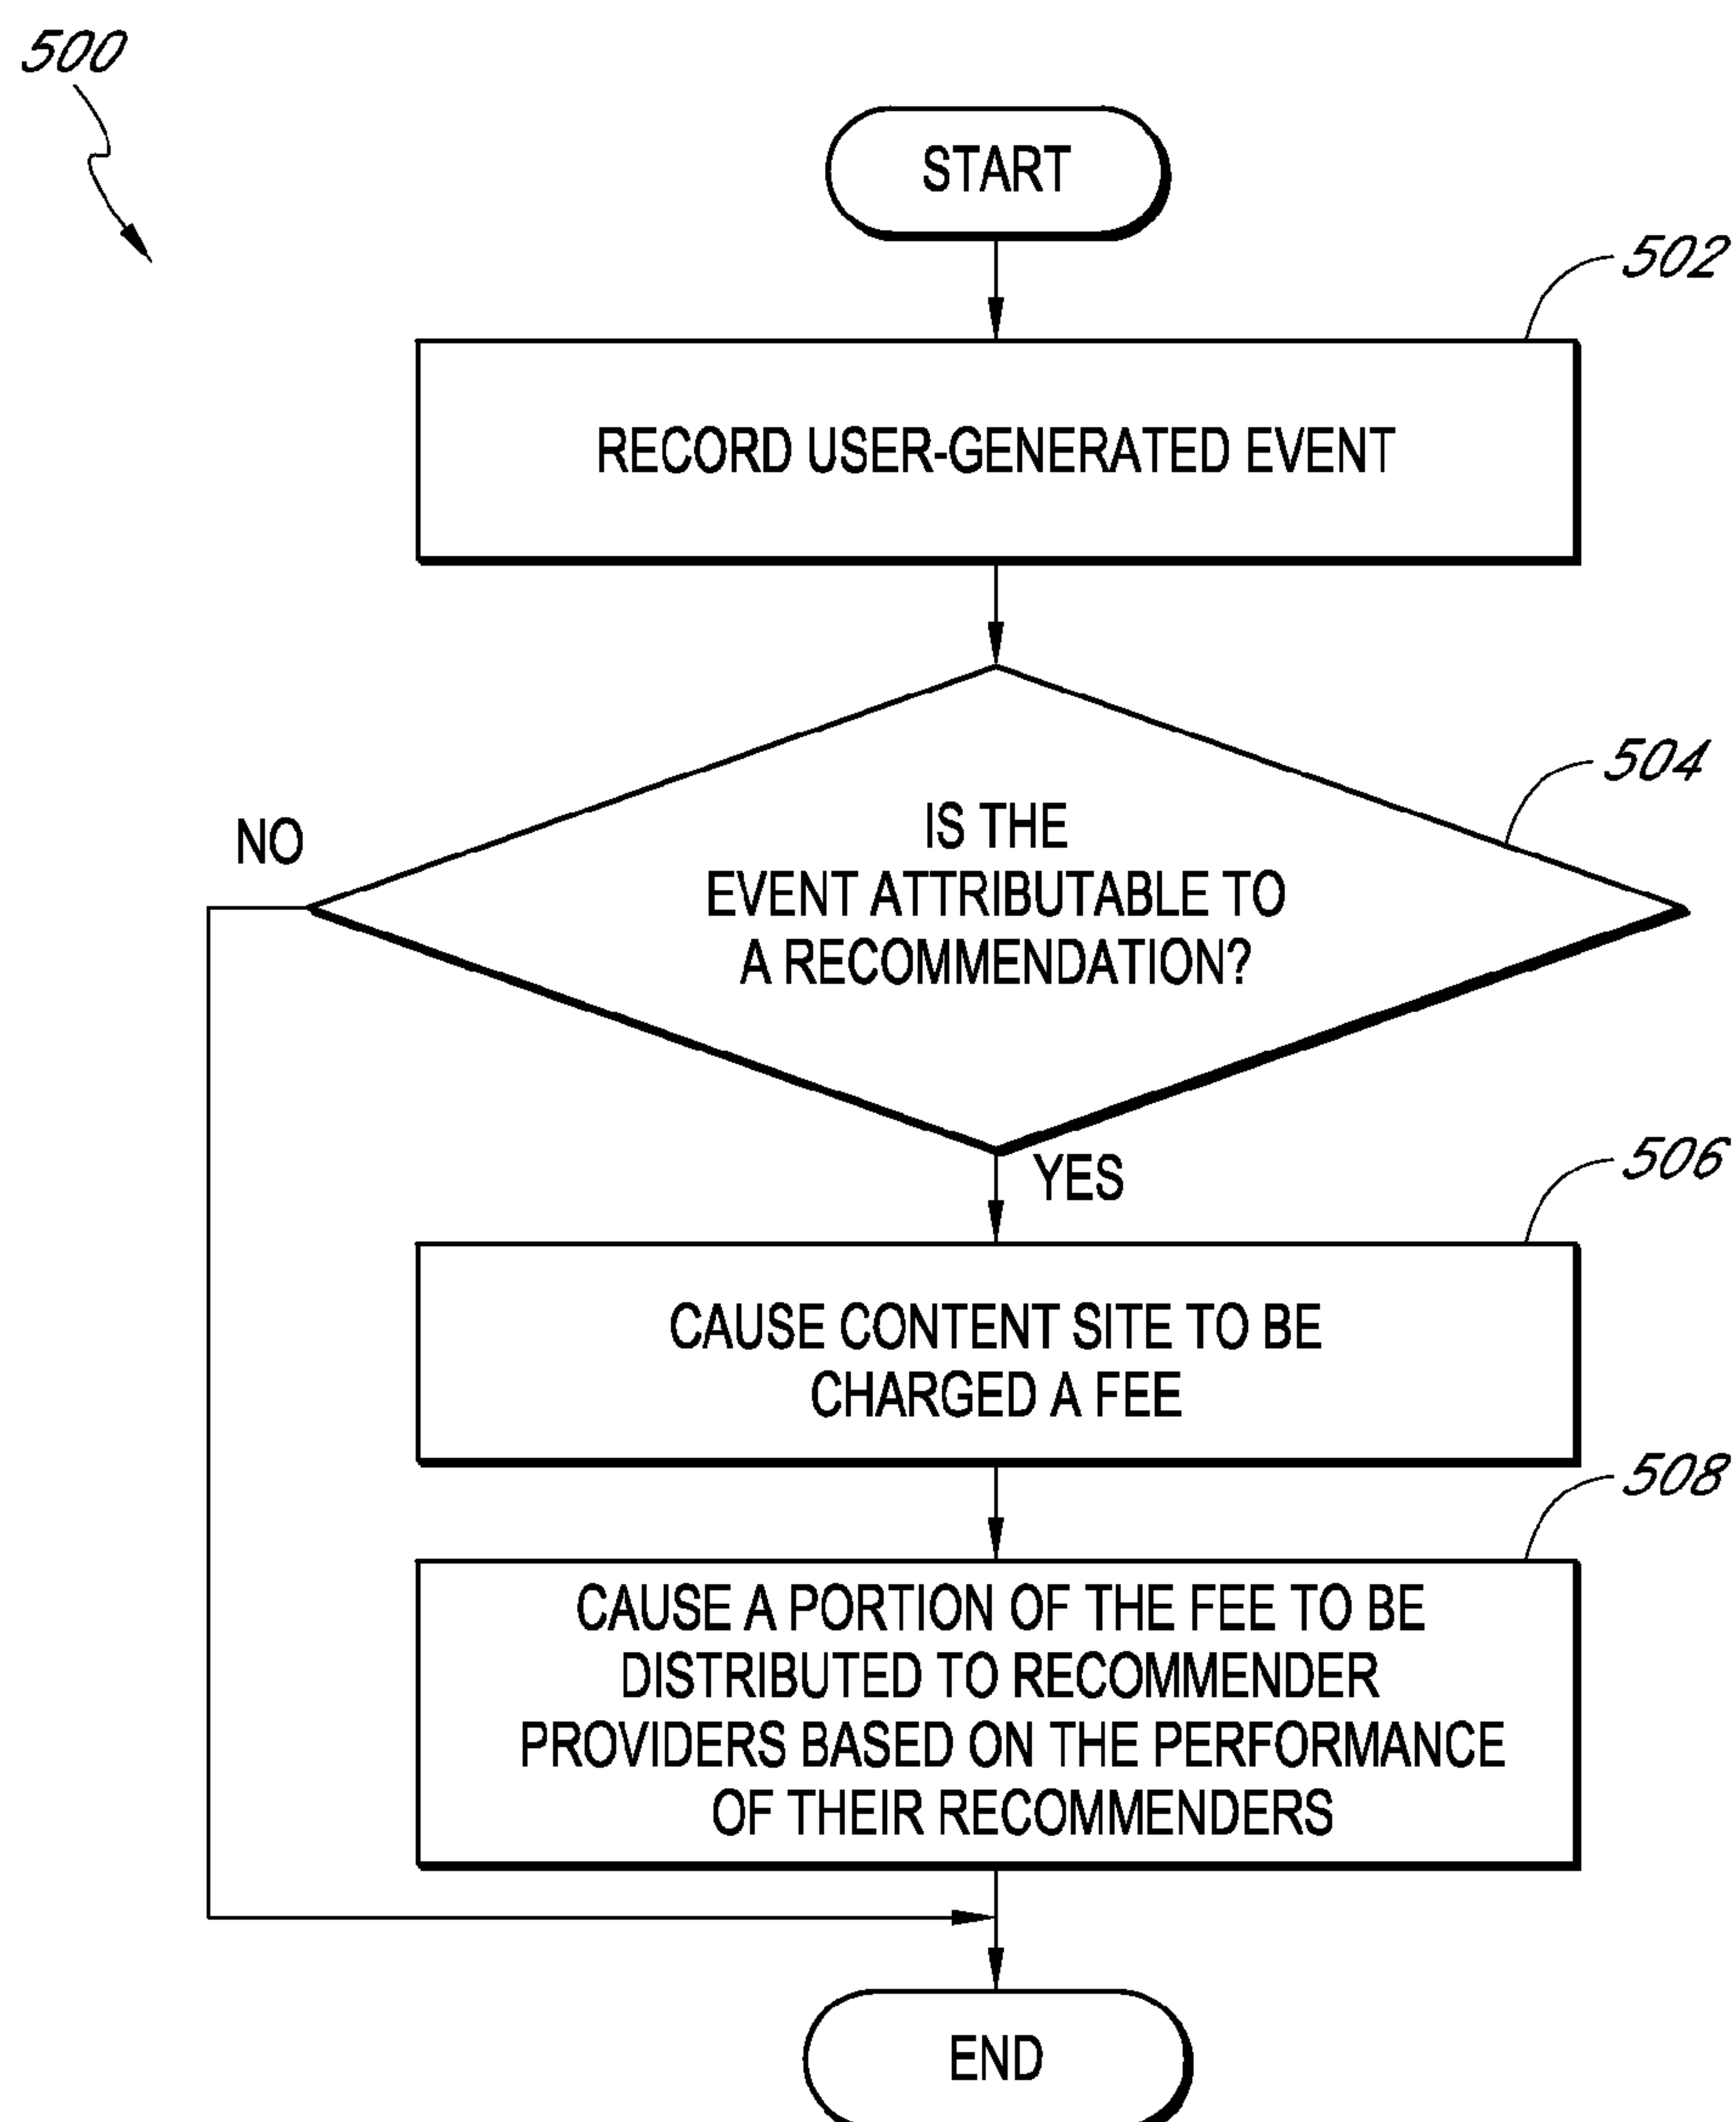 500
START
502
RECORD USER-GENERATED EVENT
504
IS THE
EVENT ATTRIBUTABLE TO
A RECOMMENDATION?
NO
YES
506
CAUSE CONTENT SITE TO BE
CHARGED A FEE
508
CAUSE A PORTION OF THE FEE TO BE
DISTRIBUTED TO RECOMMENDER
PROVIDERS BASED ON THE PERFORMANCE
OF THEIR RECOMMENDERS
END